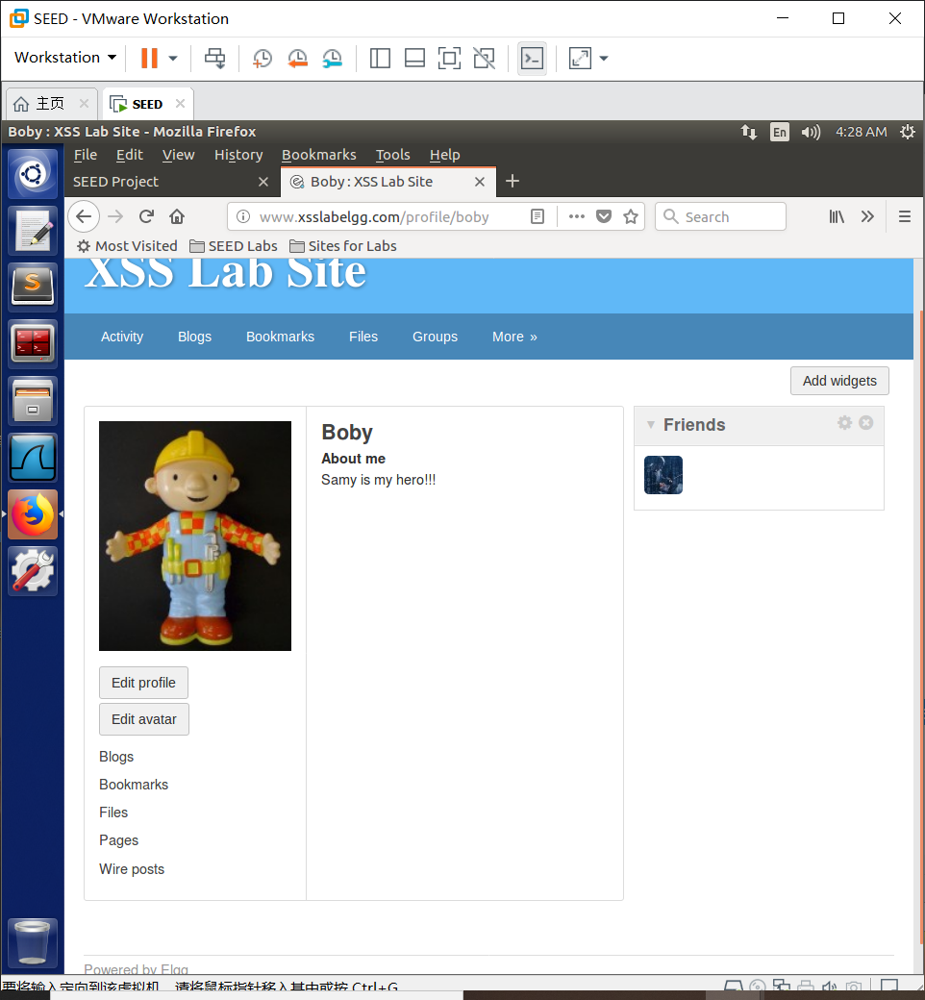 SEED - VMware Workstation
Workstation
主页
SEED
Boby : XSS Lab Site - Mozilla Firefox
En
4:28 AM
File Edit View History Bookmarks Tools Help
SEED Project
Boby : XSS Lab Site
www.xsslabelgg.com/profile/boby
Search
Most Visited
SEED Labs
Sites for Labs
XSS Lab Site
Activity
Blogs
Bookmarks
Files
Groups
More »
Add widgets
Boby
About me
Samy is my hero!!!
Friends
Edit profile
Edit avatar
Blogs
Bookmarks
Files
Pages
Wire posts
Powered by Elgg
要将输入定向到该虚拟机，请将鼠标指针移入其中或按 Ctrl+G